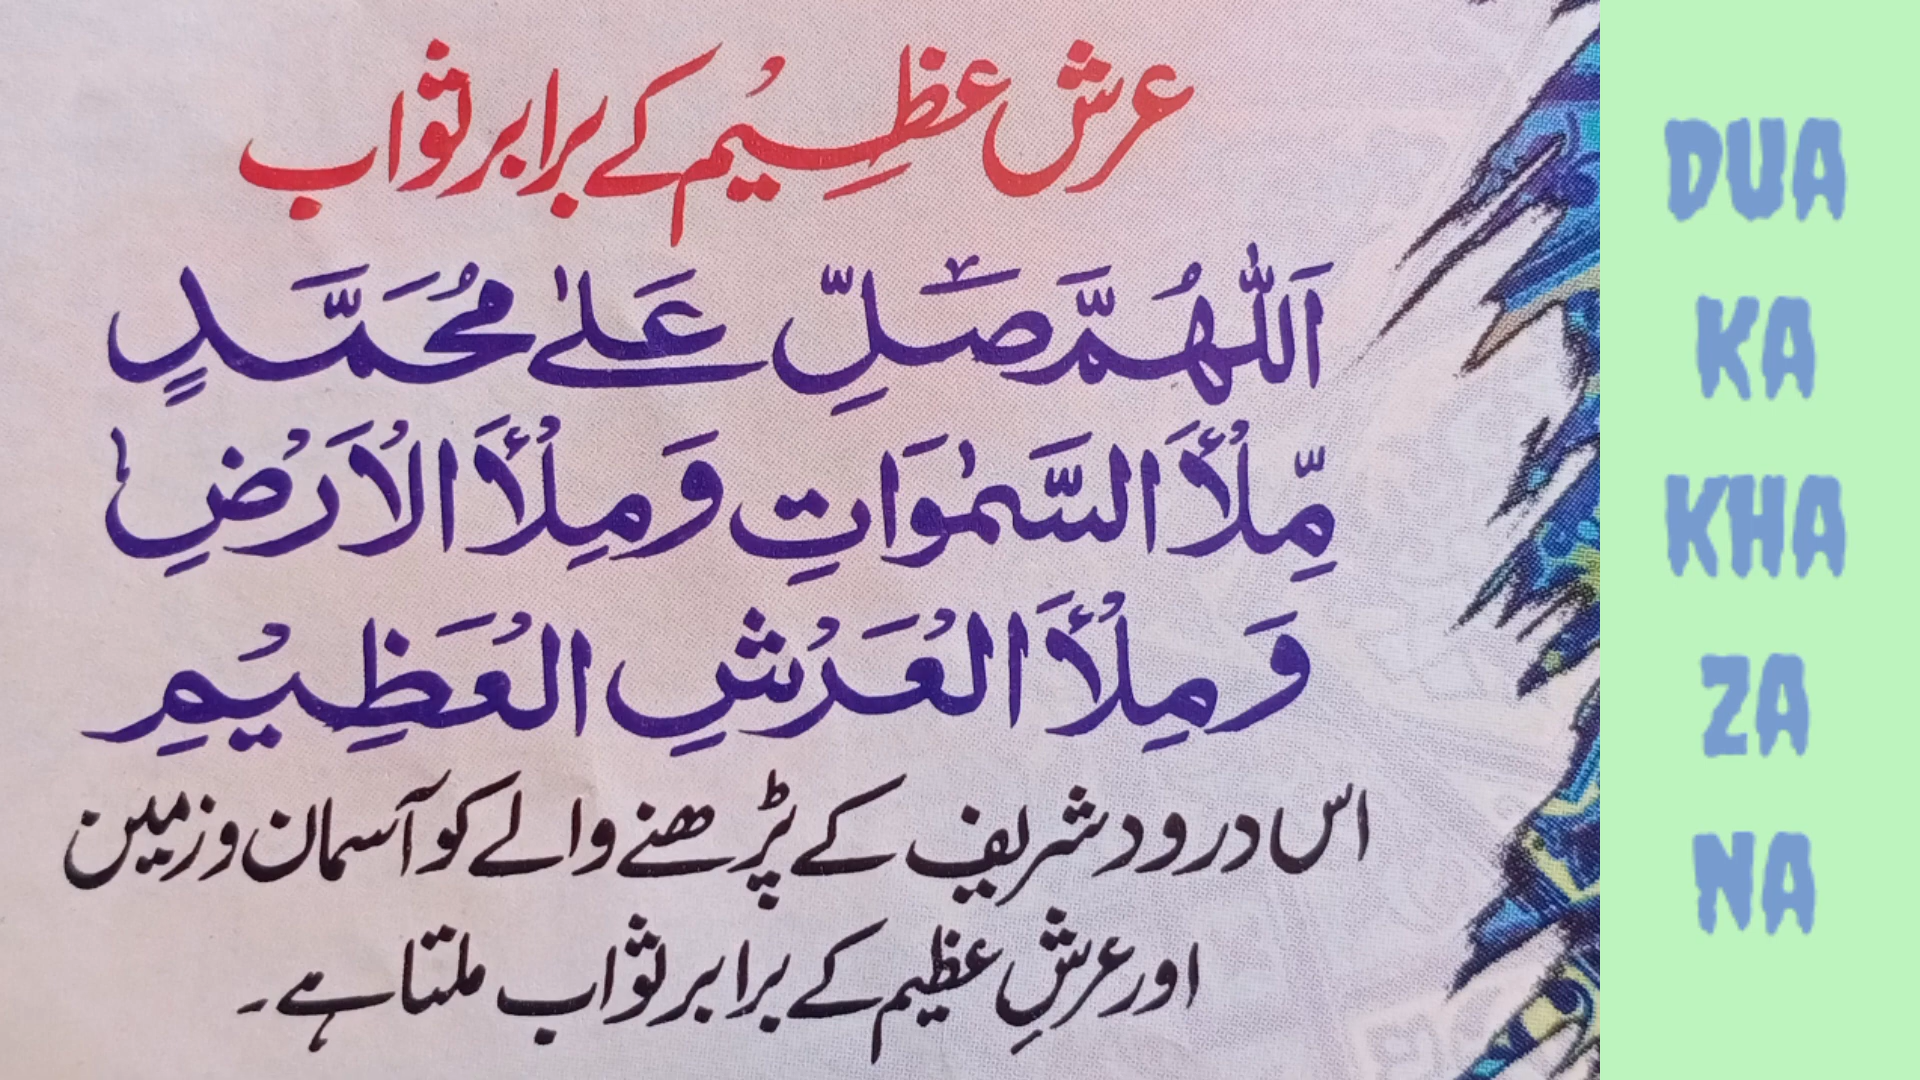 عرش عظیم کے برابر ثواب
اَللّٰهُمَّ صَلِّ عَلٰی مُحَمَّدٍ
مِّلْأَ السَّمٰوَاتِ وَمِلْأَ الْاَرْضِ
وَمِلْأَ الْعَرْشِ الْعَظِيْمِ
اس درود شریف کے پڑھنے والے کو آسمان و زمین
اور عرشِ عظیم کے برابر ثواب ملتا ہے۔
DUA
KA
KHA
ZA
NA